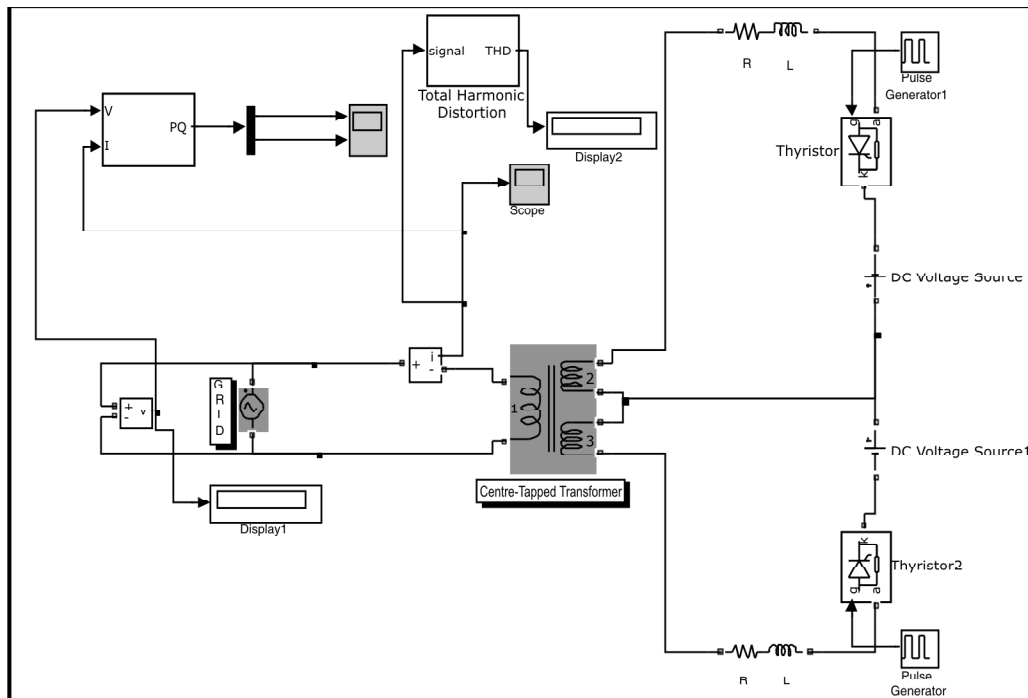 signal THD
Total Harmonic
Distortion
V
PQ
I
Display2
Scope
R L
Pulse
Generator1
g a
Thyristor
k
DC Voltage Source
+ i
-
1
2
3
+
-
v
G
R
I
D
Centre-Tapped Transformer
DC Voltage Source1
Display1
k
Thyristor2
g a
R L
Pulse
Generator